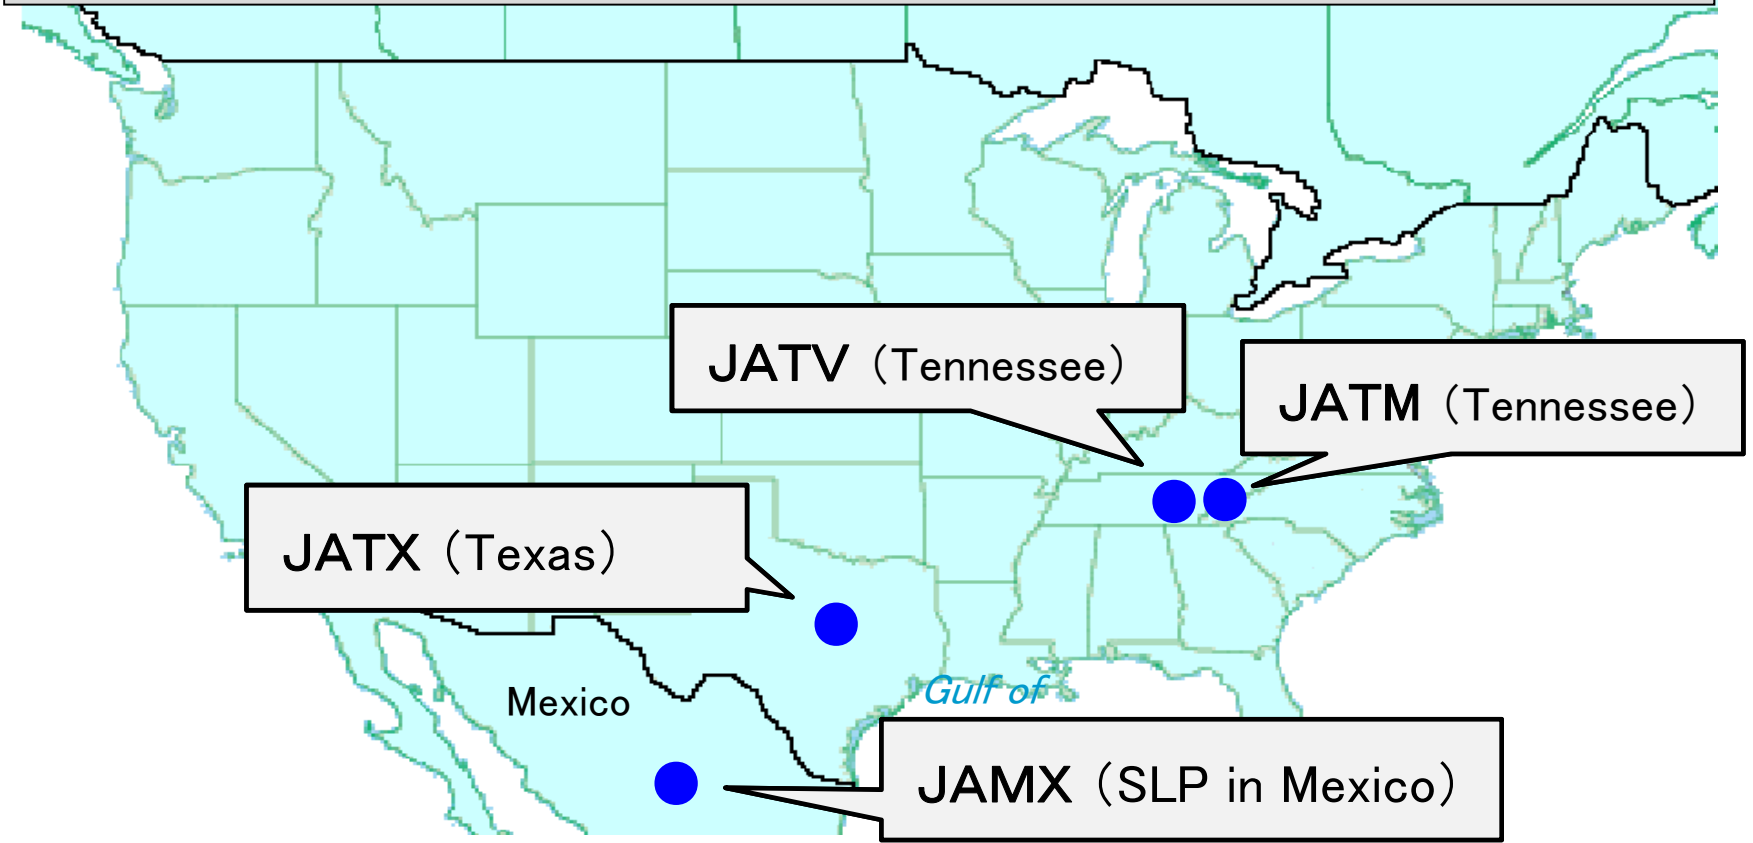 JATV（Tennessee）
JATM（Tennessee）
JATX（Texas）
Gulf of
Mexico
JAMX（SLP in Mexico）